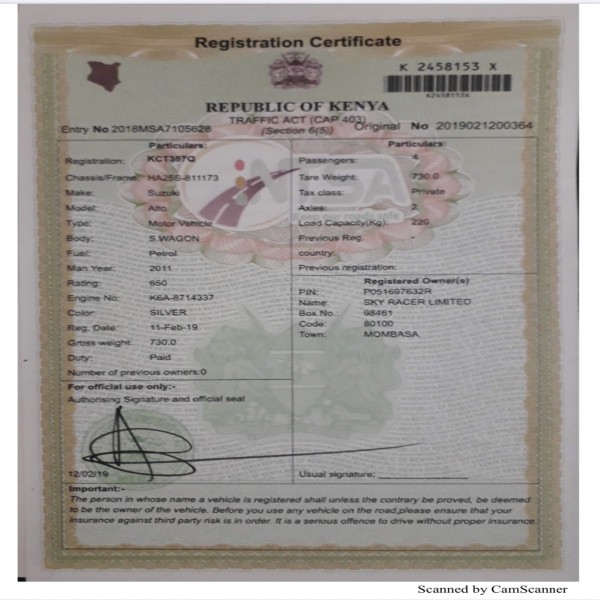 Registration Certificate
K 2458153 X
K2458153X
REPUBLIC OF KENYA
TRAFFIC ACT (CAP 403)
Entry No 2018MSA7105628 (Section 6(5)) Original No 2019021200364
Particulars: Particulars:
Registration: KCT387Q Passengers: 4
Chassis/Frame: HA25S-811173 Tare Weight: 730.0
Make: Suzuki Tax class: Private
Model: Alto Axles: 2
Type: Motor Vehicle Load Capacity(Kg): 220
Body: S.WAGON Previous Reg. -
Fuel: Petrol country:
Man Year: 2011 Previous registration:
Rating: 650 Registered Owner(s)
Engine No: K6A-8714337 PIN: P051697632R
Color: SILVER Name: SKY RACER LIMITED
Reg. Date: 11-Feb-19 Box No.: 98461
Gross weight: 730.0 Code: 80100
Duty: Paid Town: MOMBASA
Number of previous owners:0
For official use only:-
Authorising Signature and official seal
12/02/19 Usual signature:
Important:-
The person in whose name a vehicle is registered shall unless the contrary be proved, be deemed
to be the owner of the vehicle. Before you use any vehicle on the road,please ensure that your
insurance against third party risk is in order. It is a serious offence to drive without proper insurance.
Scanned by CamScanner